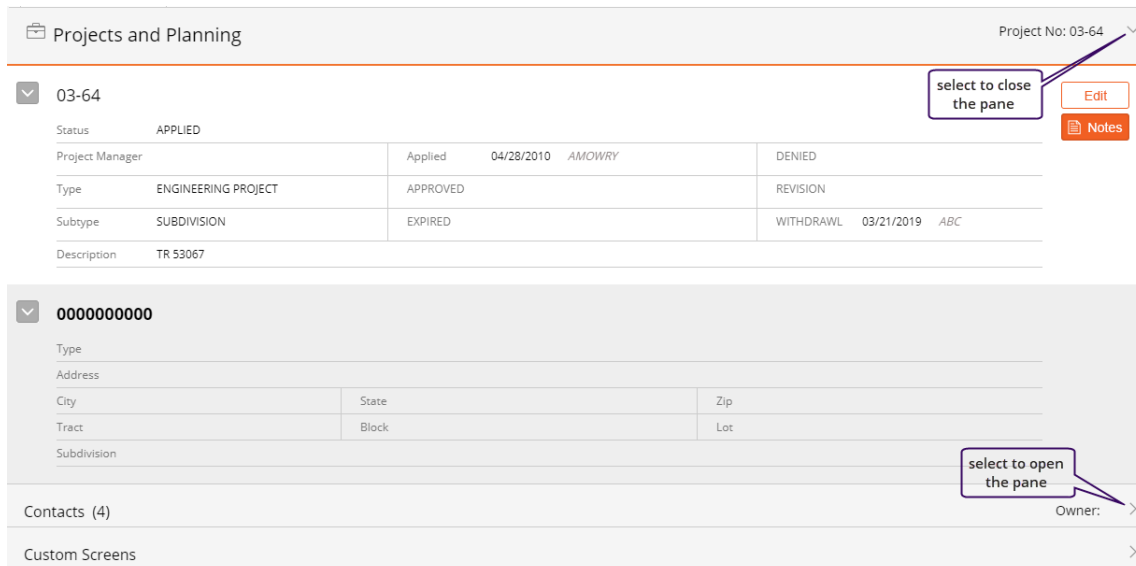 Projects and Planning Project No: 03-64
select to close
the pane
03-64 Edit
Notes
Status APPLIED
Project Manager Applied 04/28/2010 AMOWRY DENIED
Type ENGINEERING PROJECT APPROVED REVISION
Subtype SUBDIVISION EXPIRED WITHDRAWL 03/21/2019 ABC
Description TR 53067
0000000000
Type
Address
City State Zip
Tract Block Lot
Subdivision
select to open
the pane
Contacts (4) Owner:
Custom Screens